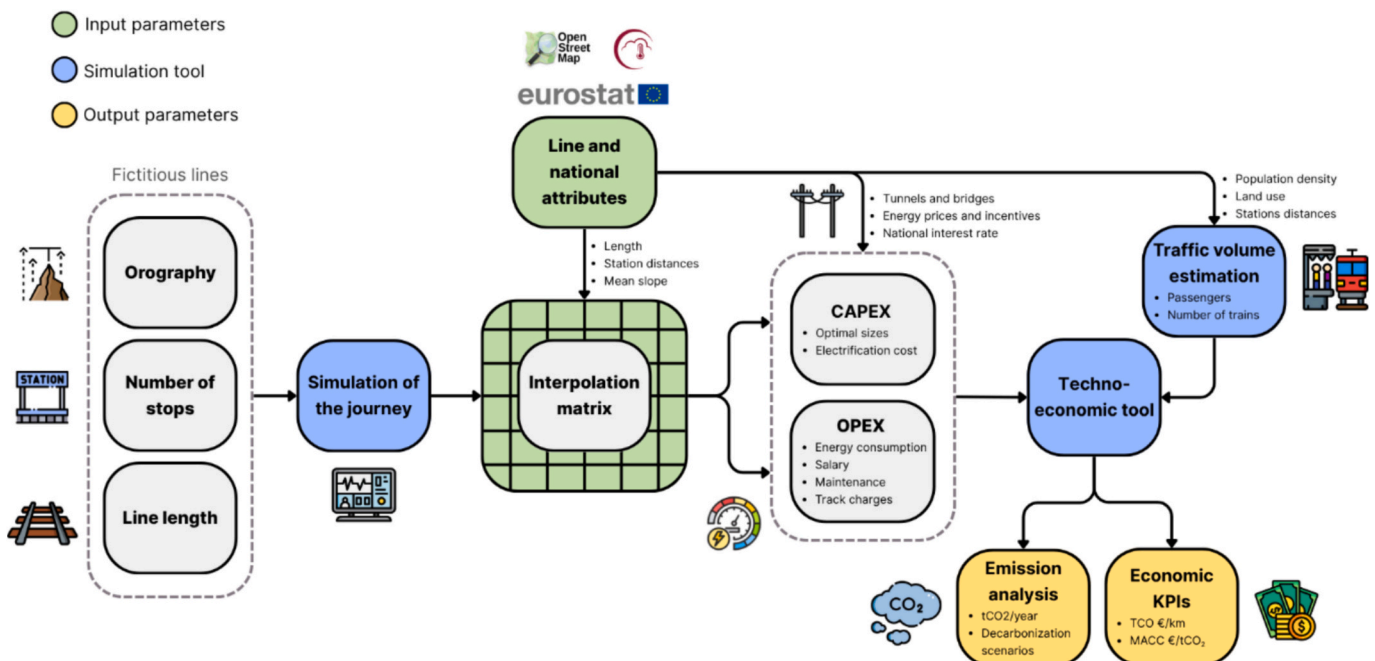 Input parameters
Simulation tool
Output parameters
Open
Street
Map
eurostat
Fictitious lines
Line and
national
attributes
• Population density
• Land use
• Stations distances
• Tunnels and bridges
• Energy prices and incentives
• National interest rate
Orography
• Length
• Station distances
• Mean slope
Traffic volume
estimation
• Passengers
• Number of trains
CAPEX
• Optimal sizes
• Electrification cost
STATION
Number of
stops
Simulation of
the journey
Interpolation
matrix
Techno-
economic tool
OPEX
• Energy consumption
• Salary
• Maintenance
• Track charges
Line length
CO₂
Emission
analysis
• tCO2/year
• Decarbonization
scenarios
Economic
KPIs
• TCO €/km
• MACC €/tCO₂
$